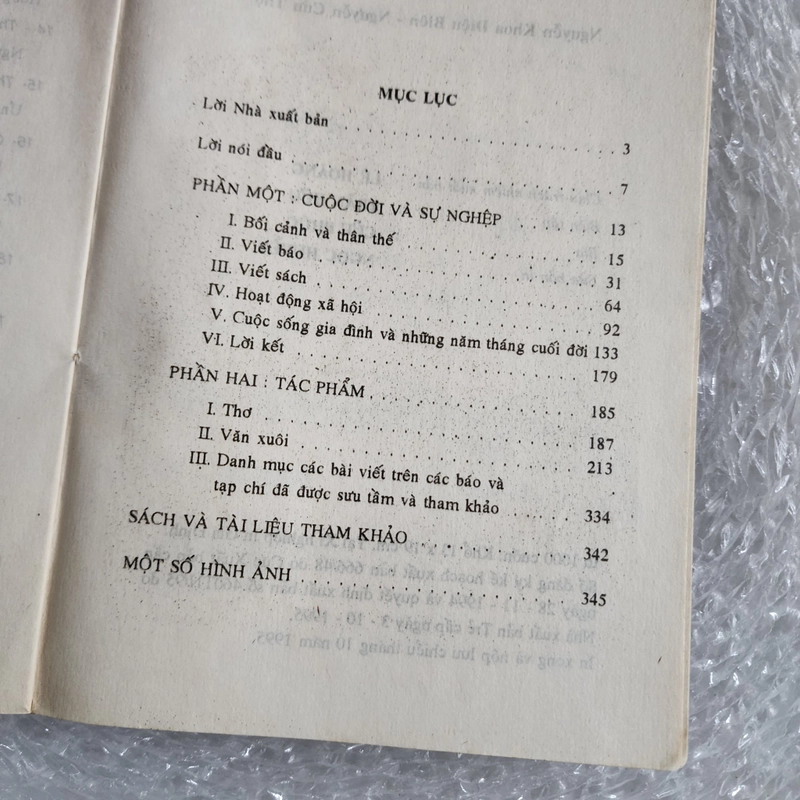 MỤC LỤC
Lời Nhà xuất bản . . . . . . . . . . . . . . . . . . . . . . 3
Lời nói đầu . . . . . . . . . . . . . . . . . . . . . . . . . 7
PHẦN MỘT : CUỘC ĐỜI VÀ SỰ NGHIỆP . . . . . . 13
I. Bối cảnh và thân thế . . . . . . . . . . . . . . . 15
II. Viết báo . . . . . . . . . . . . . . . . . . . . . . . 31
III. Viết sách . . . . . . . . . . . . . . . . . . . . . . 64
IV. Hoạt động xã hội . . . . . . . . . . . . . . . . . 92
V. Cuộc sống gia đình và những năm tháng cuối đời 133
VI. Lời kết . . . . . . . . . . . . . . . . . . . . . . . 179
PHẦN HAI : TÁC PHẨM . . . . . . . . . . . . . . . . 185
I. Thơ . . . . . . . . . . . . . . . . . . . . . . . . . 187
II. Văn xuôi . . . . . . . . . . . . . . . . . . . . . . 213
III. Danh mục các bài viết trên các báo và
tạp chí đã được sưu tầm và tham khảo . . . . . . 334
SÁCH VÀ TÀI LIỆU THAM KHẢO . . . . . . . . . . . 342
MỘT SỐ HÌNH ẢNH . . . . . . . . . . . . . . . . . . . 345